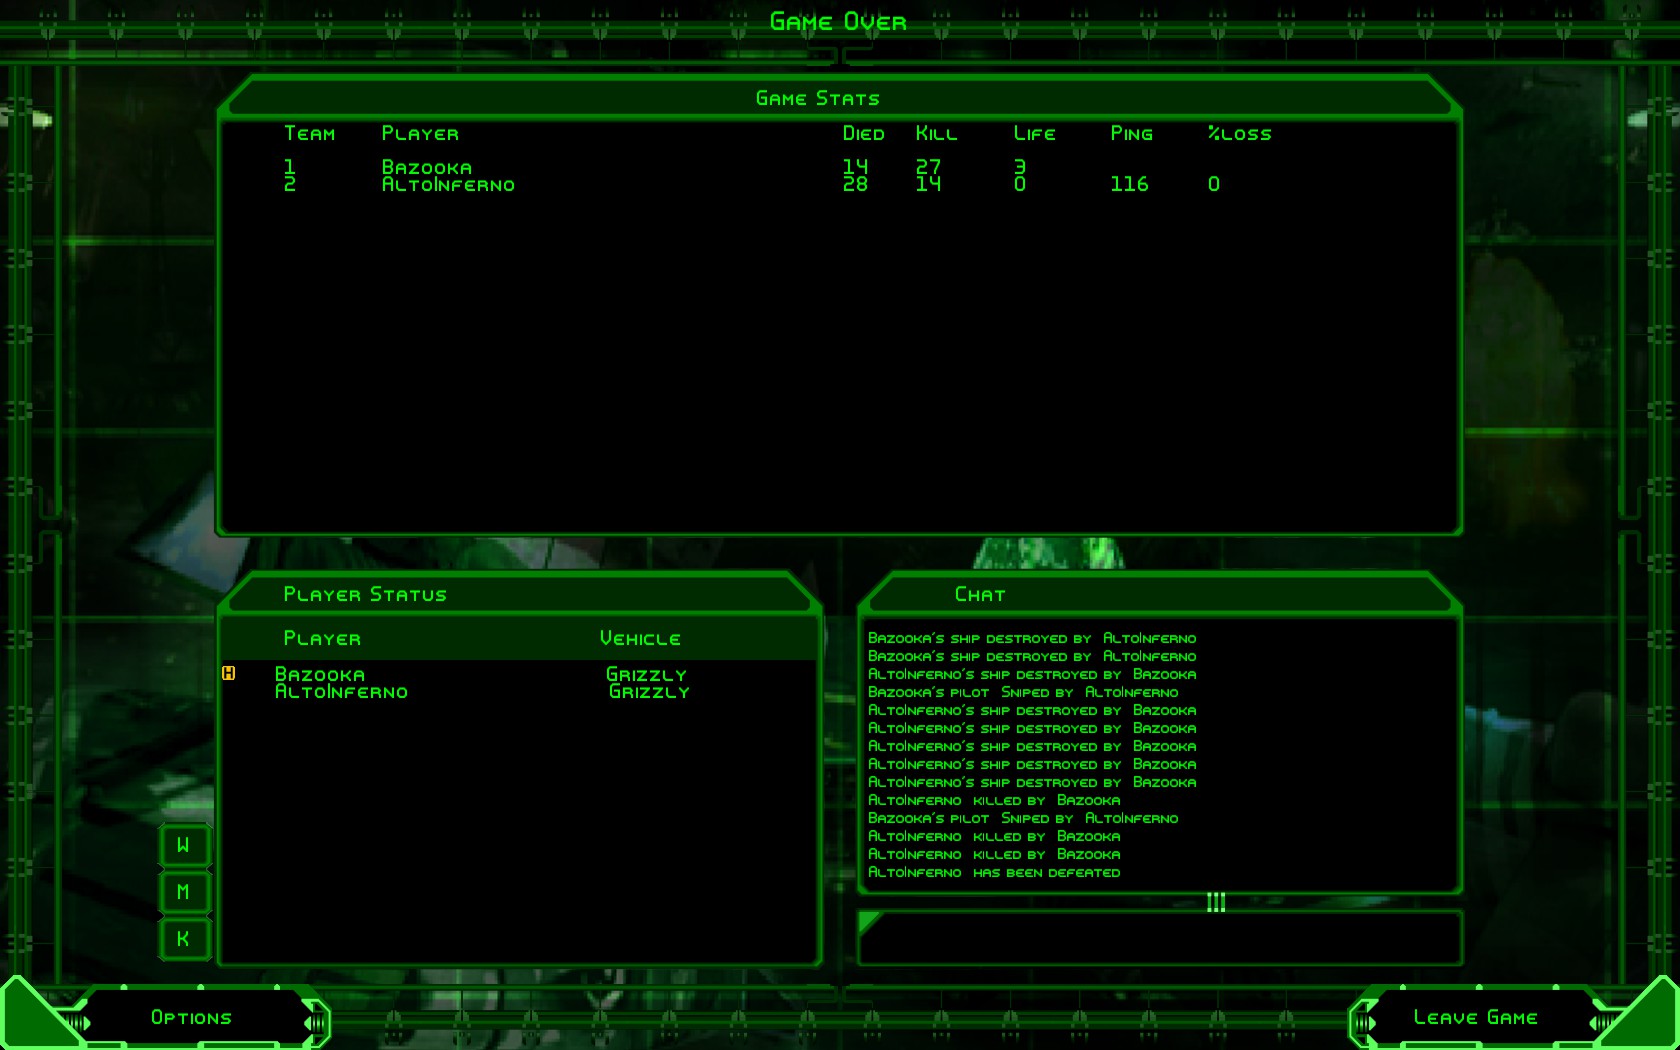 Game Over
Game Stats
Team Player Died Kill Life Ping %loss
1 Bazooka 14 27 3
2 AltoInferno 28 14 0 116 0
Player Status
Player Vehicle
H Bazooka Grizzly
AltoInferno Grizzly
W
M
K
Chat
Bazooka's ship destroyed by AltoInferno
Bazooka's ship destroyed by AltoInferno
AltoInferno's ship destroyed by Bazooka
Bazooka's pilot Sniped by AltoInferno
AltoInferno's ship destroyed by Bazooka
AltoInferno's ship destroyed by Bazooka
AltoInferno's ship destroyed by Bazooka
AltoInferno's ship destroyed by Bazooka
AltoInferno's ship destroyed by Bazooka
AltoInferno killed by Bazooka
Bazooka's pilot Sniped by AltoInferno
AltoInferno killed by Bazooka
AltoInferno killed by Bazooka
AltoInferno has been defeated
Options
Leave Game